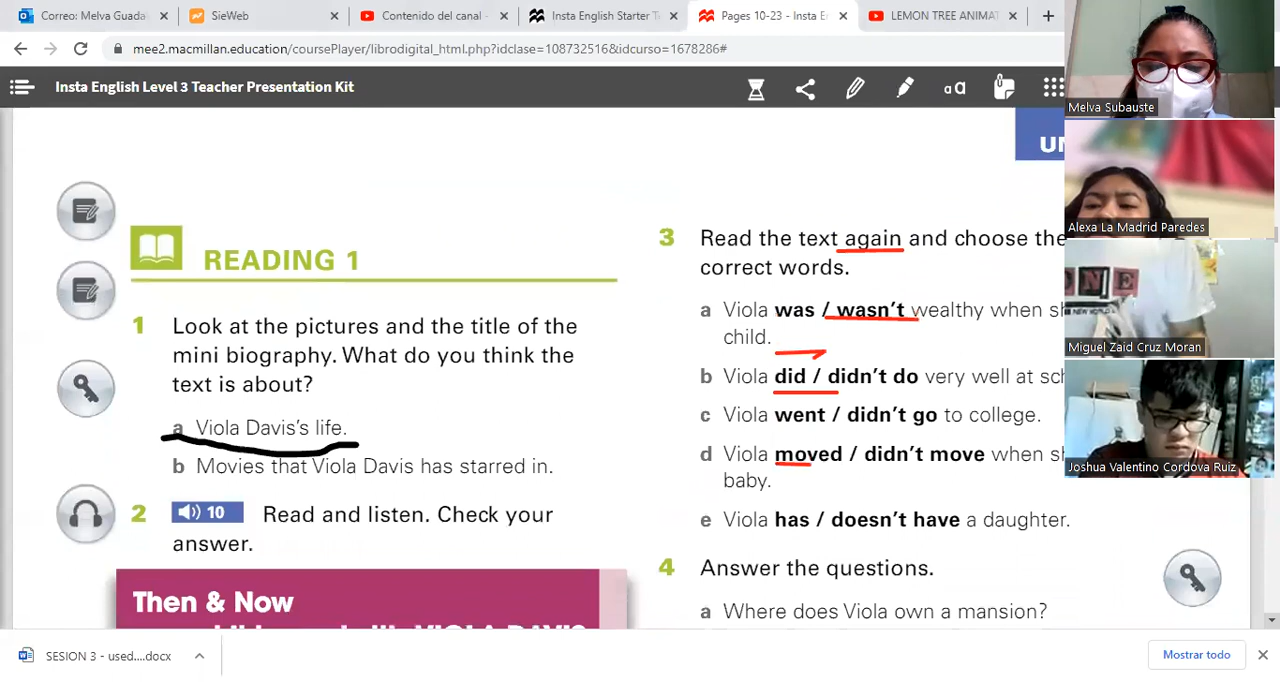 Correo: Melva Guada
SieWeb
Contenido del canal -
Insta English Starter T
Pages 10-23 - Insta E
LEMON TREE ANIMAT
mee2.macmillan.education/coursePlayer/librodigital_html.php?idclase=108732516&idcurso=1678286#
Insta English Level 3 Teacher Presentation Kit
aa
READING 1
1 Look at the pictures and the title of the
mini biography. What do you think the
text is about?
a Viola Davis's life.
b Movies that Viola Davis has starred in.
2 10 Read and listen. Check your
answer.
Then & Now
3 Read the text again and choose the
correct words.
a Viola was / wasn't wealthy when sh
child.
b Viola did / didn't do very well at sch
c Viola went / didn't go to college.
d Viola moved / didn't move when sh
baby.
e Viola has / doesn't have a daughter.
4 Answer the questions.
a Where does Viola own a mansion?
UN
Melva Subauste
Alexa La Madrid Paredes
Miguel Zaid Cruz Moran
Joshua Valentino Cordova Ruiz
SESION 3 - used....docx
Mostrar todo